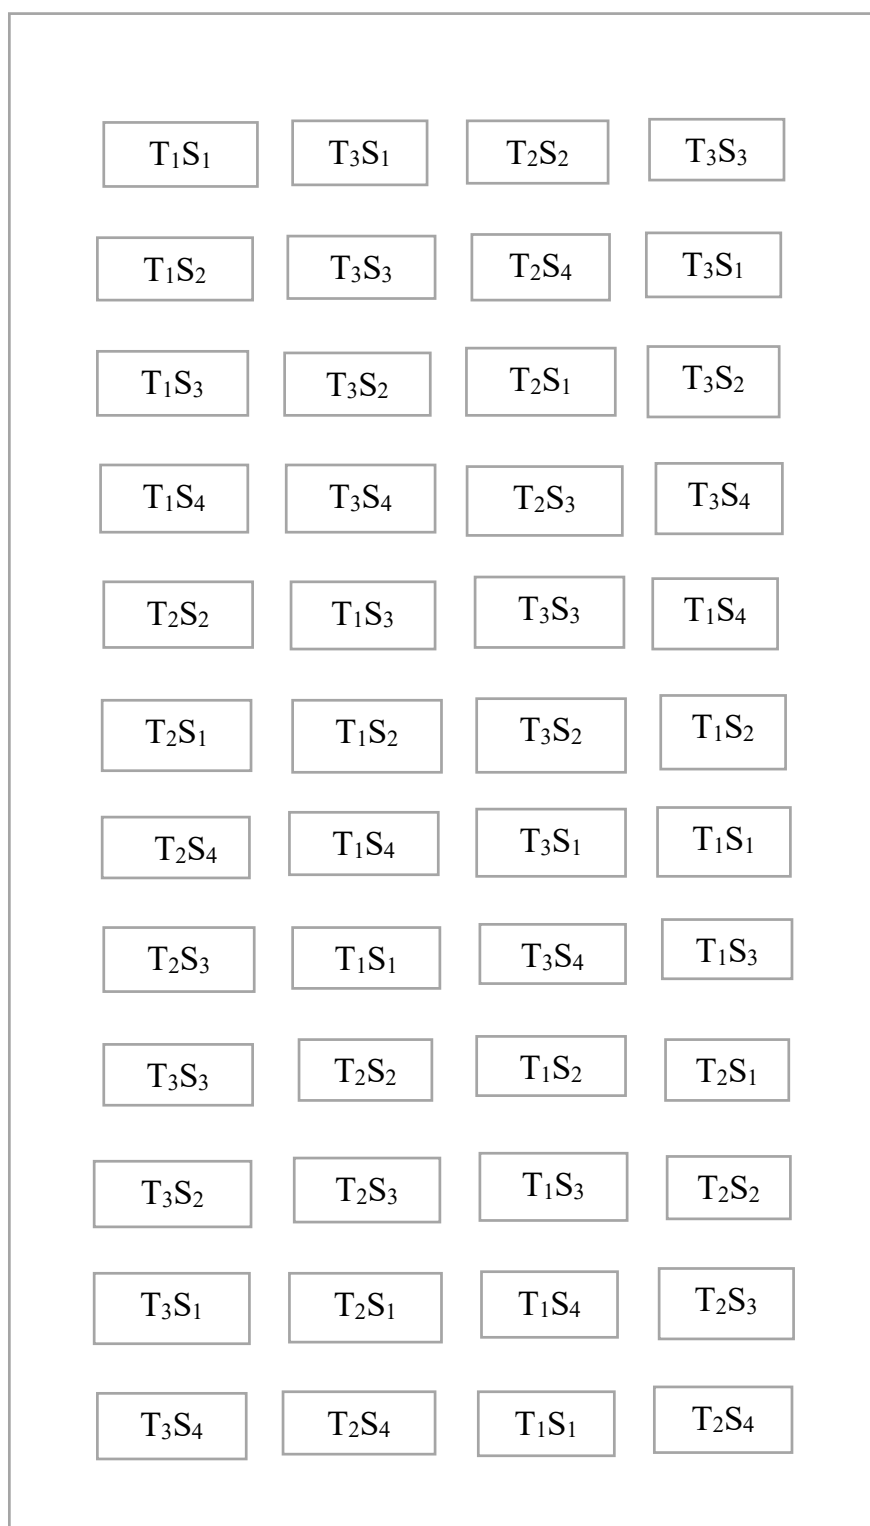 T₁S₁ T₃S₁ T₂S₂ T₃S₃
T₁S₂ T₃S₃ T₂S₄ T₃S₁
T₁S₃ T₃S₂ T₂S₁ T₃S₂
T₁S₄ T₃S₄ T₂S₃ T₃S₄
T₂S₂ T₁S₃ T₃S₃ T₁S₄
T₂S₁ T₁S₂ T₃S₂ T₁S₂
T₂S₄ T₁S₄ T₃S₁ T₁S₁
T₂S₃ T₁S₁ T₃S₄ T₁S₃
T₃S₃ T₂S₂ T₁S₂ T₂S₁
T₃S₂ T₂S₃ T₁S₃ T₂S₂
T₃S₁ T₂S₁ T₁S₄ T₂S₃
T₃S₄ T₂S₄ T₁S₁ T₂S₄